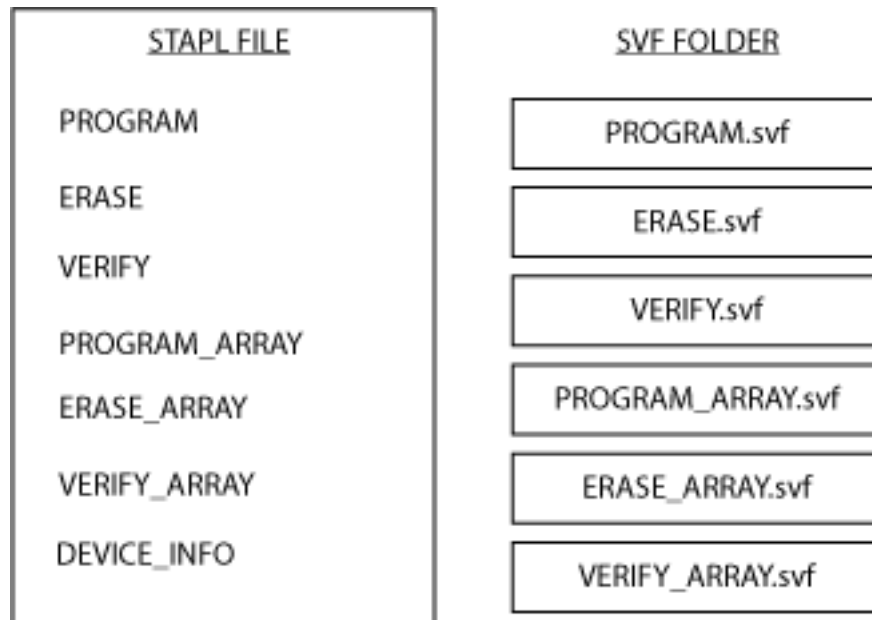 STAPL FILE
PROGRAM
ERASE
VERIFY
PROGRAM_ARRAY
ERASE_ARRAY
VERIFY_ARRAY
DEVICE_INFO
SVF FOLDER
PROGRAM.svf
ERASE.svf
VERIFY.svf
PROGRAM_ARRAY.svf
ERASE_ARRAY.svf
VERIFY_ARRAY.svf